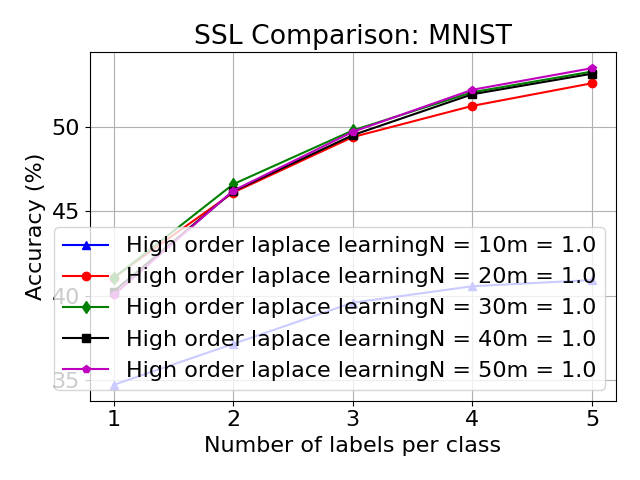 SSL Comparison: MNIST
Accuracy (%)
50
45
40
35
High order laplace learningN = 10m = 1.0
High order laplace learningN = 20m = 1.0
High order laplace learningN = 30m = 1.0
High order laplace learningN = 40m = 1.0
High order laplace learningN = 50m = 1.0
1 2 3 4 5
Number of labels per class